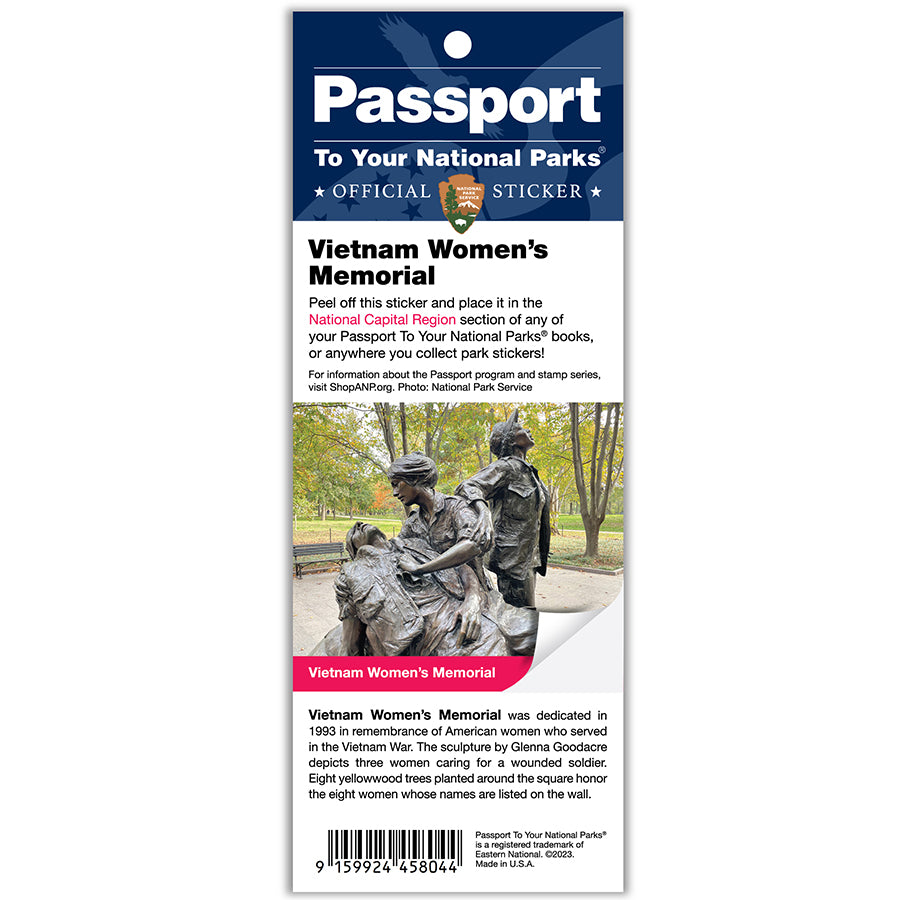 Passport
To Your National Parks®
★ OFFICIAL STICKER ★
NATIONAL
PARK
SERVICE
Vietnam Women's
Memorial
Peel off this sticker and place it in the
National Capital Region section of any of
your Passport To Your National Parks® books,
or anywhere you collect park stickers!
For information about the Passport program and stamp series,
visit ShopANP.org. Photo: National Park Service
Vietnam Women's Memorial
Vietnam Women's Memorial was dedicated in
1993 in remembrance of American women who served
in the Vietnam War. The sculpture by Glenna Goodacre
depicts three women caring for a wounded soldier.
Eight yellowwood trees planted around the square honor
the eight women whose names are listed on the wall.
9 159924 458044
Passport To Your National Parks®
is a registered trademark of
Eastern National. ©2023.
Made in U.S.A.